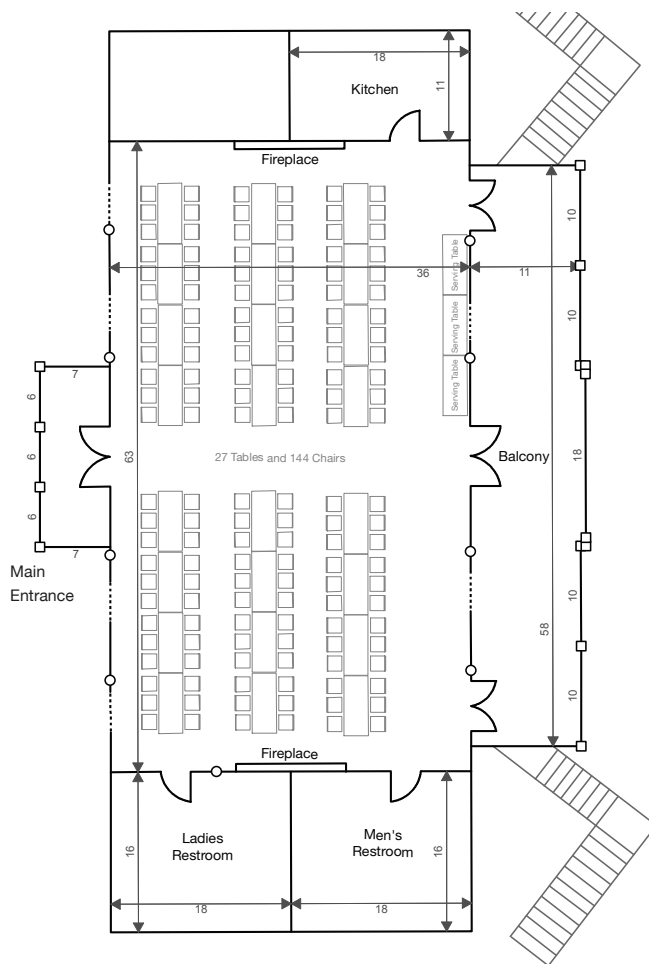 18
Kitchen
11
Fireplace
10
Serving Table
36
11
10
Serving Table
7
Serving Table
6
27 Tables and 144 Chairs
63
6
Balcony
18
6
7
Main
Entrance
10
58
10
Fireplace
Ladies
Restroom
Men's
Restroom
16
16
18
18